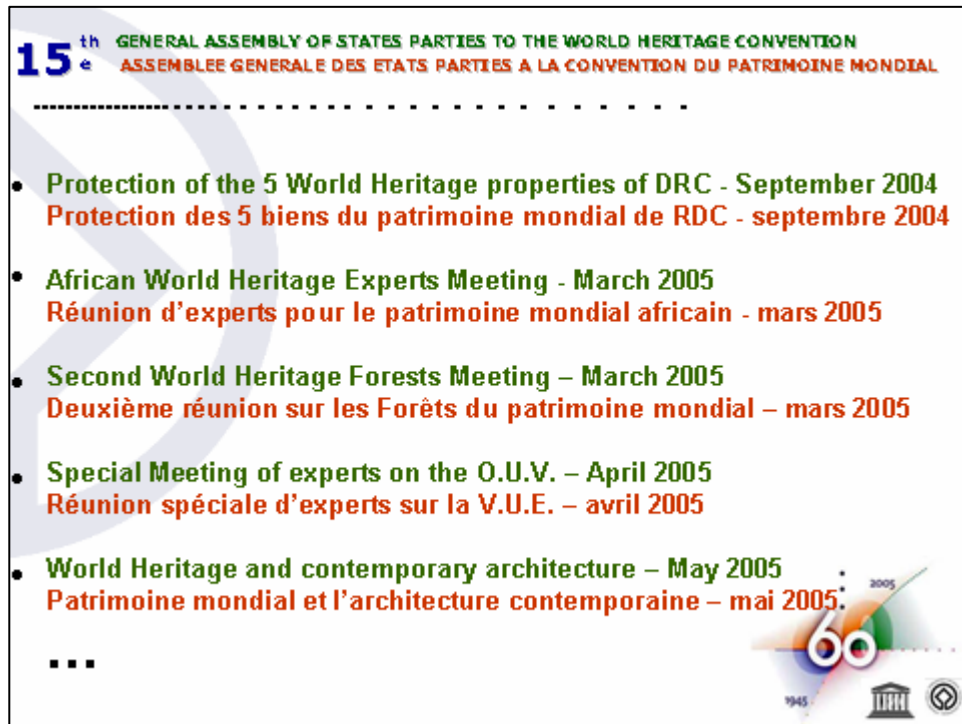 15th GENERAL ASSEMBLY OF STATES PARTIES TO THE WORLD HERITAGE CONVENTION
e ASSEMBLEE GENERALE DES ETATS PARTIES A LA CONVENTION DU PATRIMOINE MONDIAL
• Protection of the 5 World Heritage properties of DRC - September 2004
Protection des 5 biens du patrimoine mondial de RDC - septembre 2004
• African World Heritage Experts Meeting - March 2005
Réunion d'experts pour le patrimoine mondial africain - mars 2005
• Second World Heritage Forests Meeting – March 2005
Deuxième réunion sur les Forêts du patrimoine mondial – mars 2005
• Special Meeting of experts on the O.U.V. – April 2005
Réunion spéciale d'experts sur la V.U.E. – avril 2005
• World Heritage and contemporary architecture – May 2005
Patrimoine mondial et l'architecture contemporaine – mai 2005
...
2005
60
1945